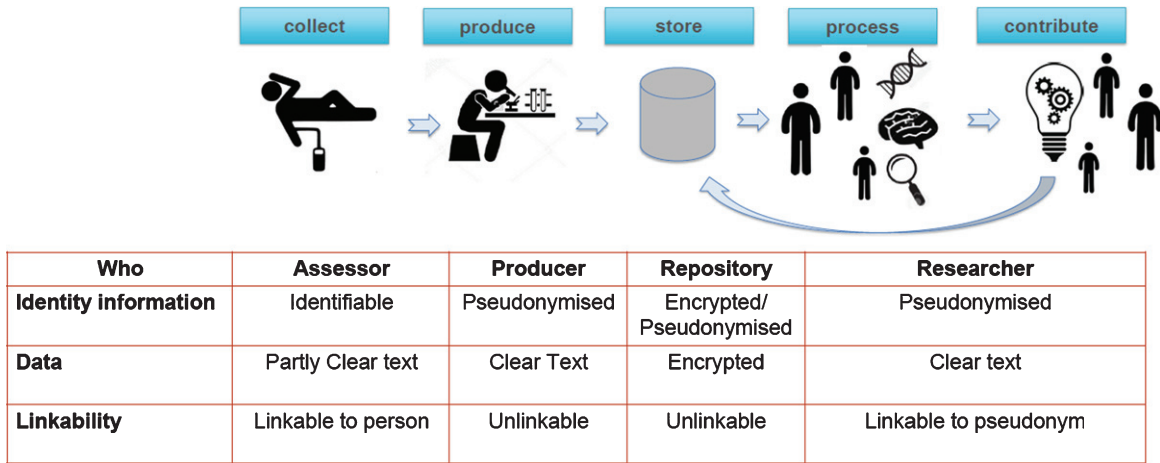 collect produce store process contribute
Who Assessor Producer Repository Researcher
Identity information Identifiable Pseudonymised Encrypted/ Pseudonymised
Pseudonymised
Data Partly Clear text Clear Text Encrypted Clear text
Linkability Linkable to person Unlinkable Unlinkable Linkable to pseudonym